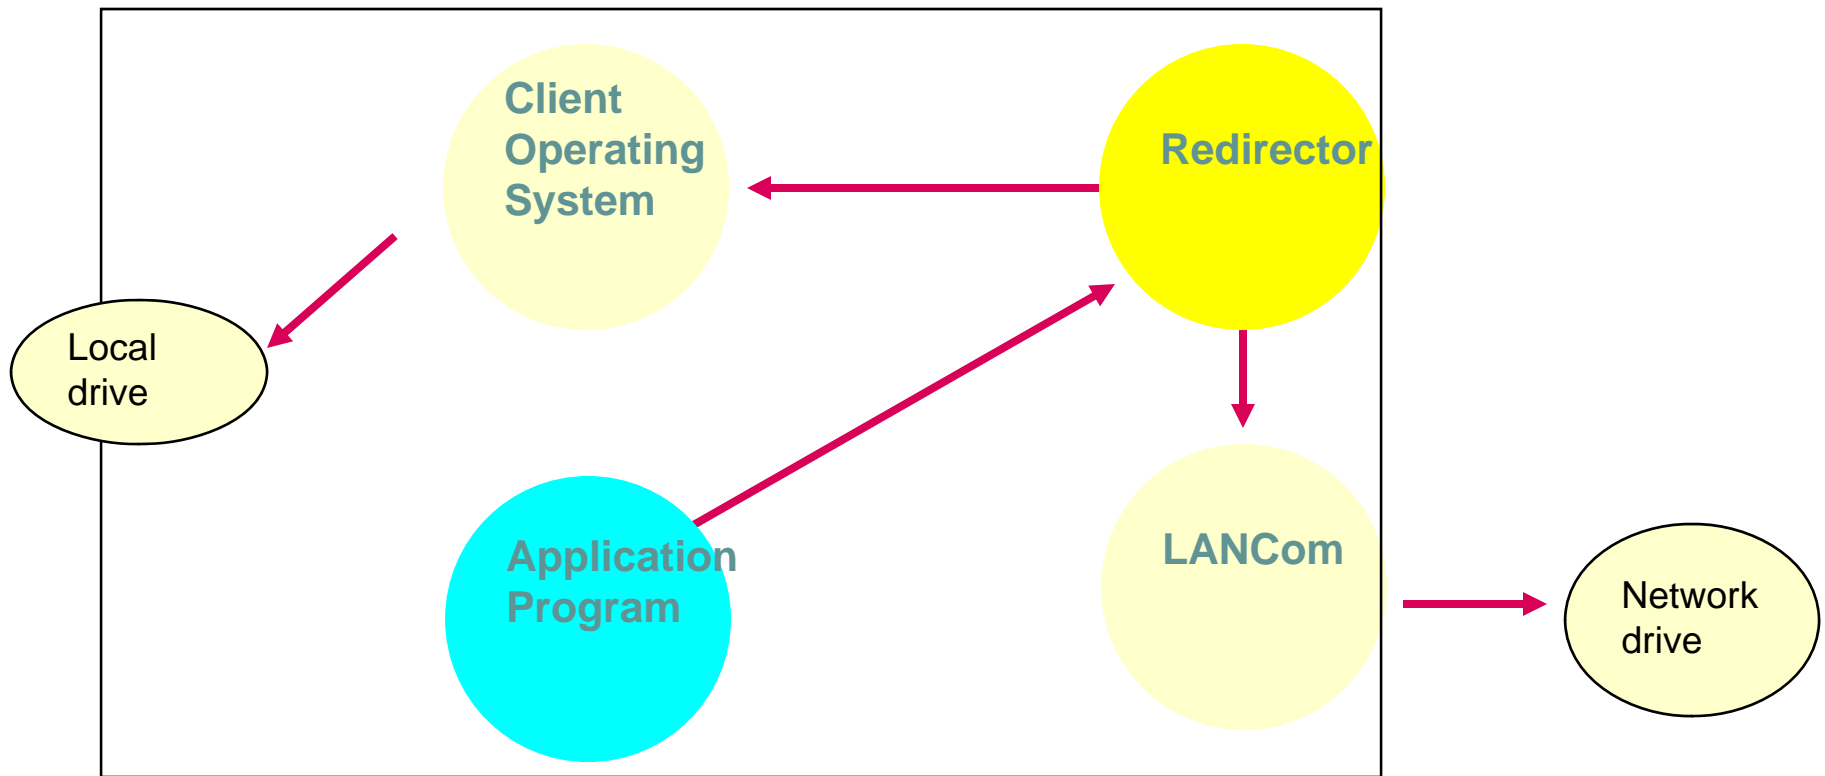 Client
Operating
System
Redirector
Local
drive
Application
Program
LANCom
Network
drive